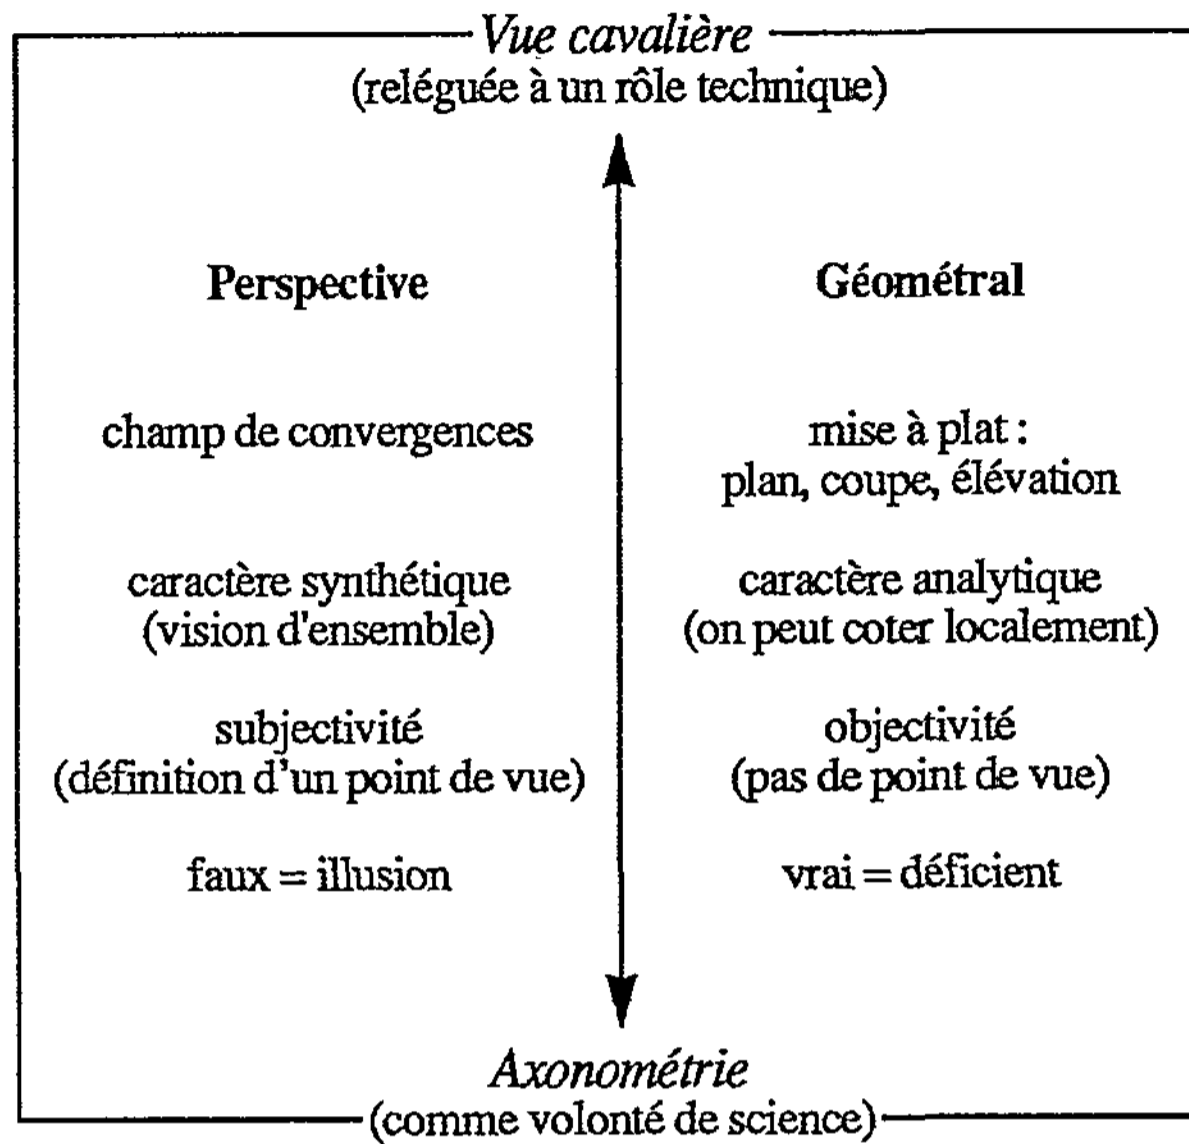 Vue cavalière
(reléguée à un rôle technique)
Perspective
Géométral
champ de convergences
mise à plat :
plan, coupe, élévation
caractère synthétique
(vision d'ensemble)
caractère analytique
(on peut coter localement)
subjectivité
(définition d'un point de vue)
objectivité
(pas de point de vue)
faux = illusion
vrai = déficient
Axonométrie
(comme volonté de science)